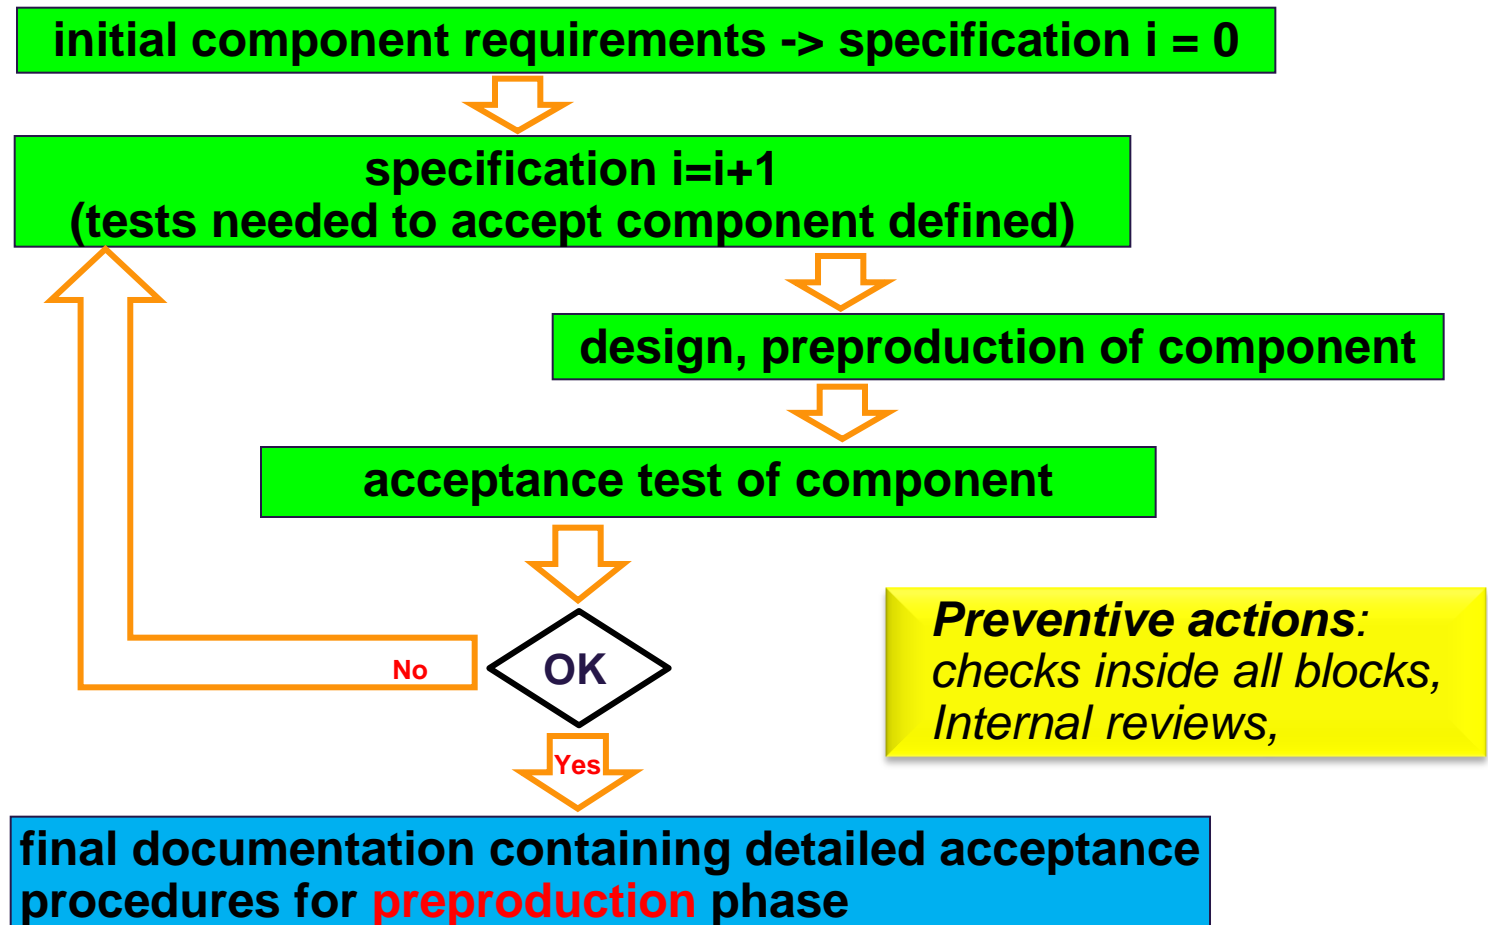 initial component requirements -> specification i = 0
specification i=i+1
(tests needed to accept component defined)
design, preproduction of component
acceptance test of component
OK
No
Yes
Preventive actions:
checks inside all blocks,
Internal reviews,
final documentation containing detailed acceptance
procedures for preproduction phase